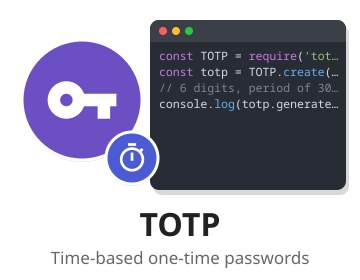 const TOTP = require('tot…
const totp = TOTP.create(…
// 6 digits, period of 30…
console.log(totp.generate…
TOTP
Time-based one-time passwords